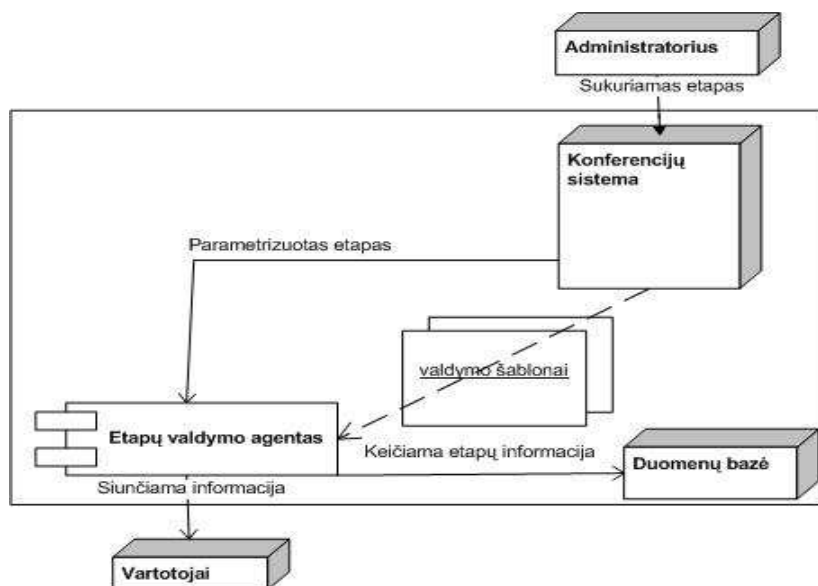 Administratorius
Sukuriamas etapas
Konferencijų
sistema
Parametrizuotas etapas
valdymo šablonai
Etapų valdymo agentas
Keičiama etapų informacija
Duomenų bazė
Siunčiama informacija
Vartotojai